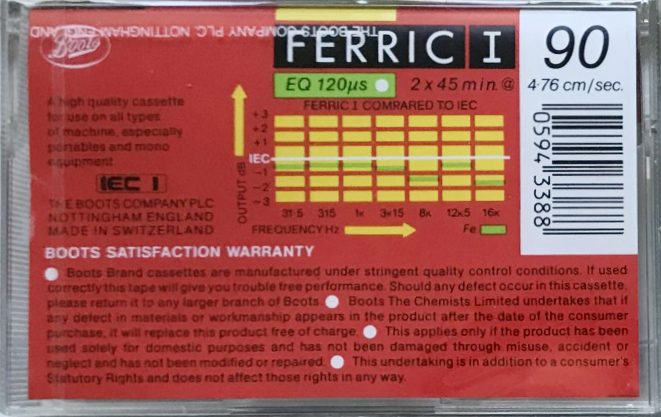 THE BOOTS COMPANY PLC. NOTTINGHAM ENGLAND
Boots
FERRIC I 90
EQ 120µs 2 x 45 min. @ 4·76 cm/sec.
FERRIC I COMPARED TO IEC
A high quality cassette
for use on all types
of machine, especially
portables and mono
equipment.
IEC I
THE BOOTS COMPANY PLC
NOTTINGHAM ENGLAND
MADE IN SWITZERLAND
OUTPUT dB
+3
+2
+1
IEC
−1
−2
−3
31·5 315 1K 3×15 8K 12K5 16K
FREQUENCY Hz Fe
0594 3388
BOOTS SATISFACTION WARRANTY
Boots Brand cassettes are manufactured under stringent quality control conditions. If used
correctly this tape will give you trouble free performance. Should any defect occur in this cassette,
please return it to any larger branch of Boots Boots The Chemists Limited undertakes that if
any defect in materials or workmanship appears in the product after the date of the consumer
purchase, it will replace this product free of charge. This applies only if the product has been
used solely for domestic purposes and has not been damaged through misuse, accident or
neglect and has not been modified or repaired. This undertaking is in addition to a consumer's
Statutory Rights and does not affect those rights in any way.